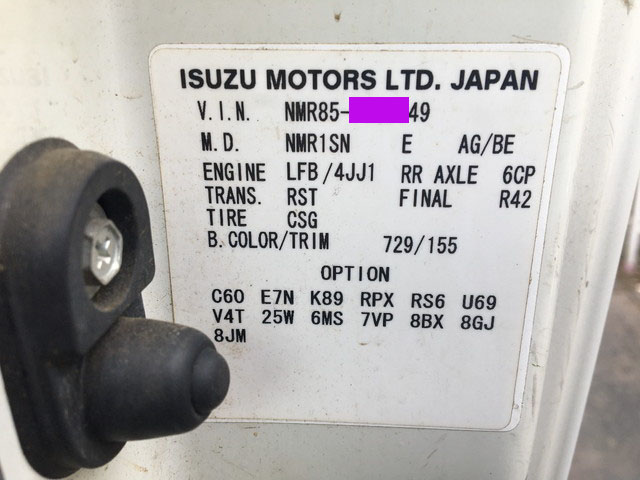 ISUZU MOTORS LTD. JAPAN
V.I.N. NMR85- 49
M.D. NMR1SN E AG/BE
ENGINE LFB/4JJ1 RR AXLE 6CP
TRANS. RST FINAL R42
TIRE CSG
B.COLOR/TRIM 729/155
OPTION
C60 E7N K89 RPX RS6 U69
V4T 25W 6MS 7VP 8BX 8GJ
8JM